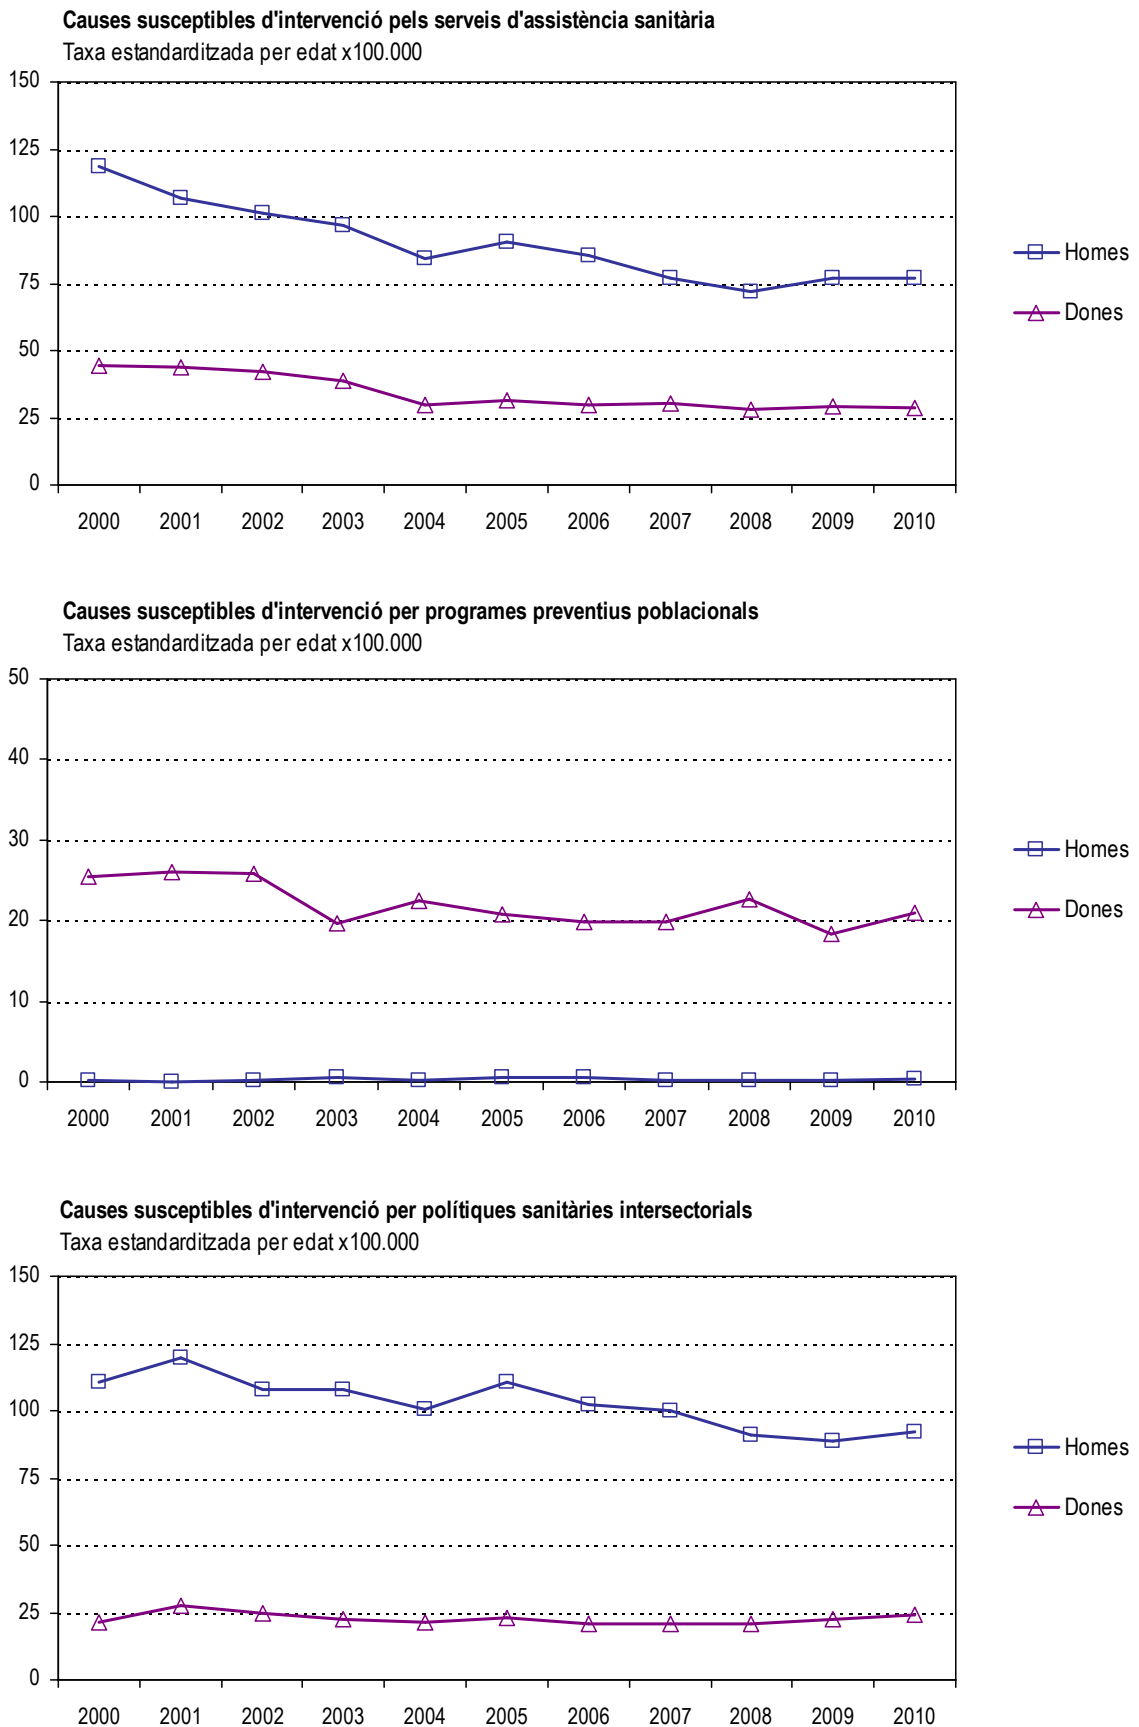 Causes susceptibles d'intervenció pels serveis d'assistència sanitària
Taxa estandarditzada per edat x100.000
150
125
100
75
50
25
0
2000 2001 2002 2003 2004 2005 2006 2007 2008 2009 2010
Homes
Dones
Causes susceptibles d'intervenció per programes preventius poblacionals
Taxa estandarditzada per edat x100.000
50
40
30
20
10
0
2000 2001 2002 2003 2004 2005 2006 2007 2008 2009 2010
Homes
Dones
Causes susceptibles d'intervenció per polítiques sanitàries intersectorials
Taxa estandarditzada per edat x100.000
150
125
100
75
50
25
0
2000 2001 2002 2003 2004 2005 2006 2007 2008 2009 2010
Homes
Dones